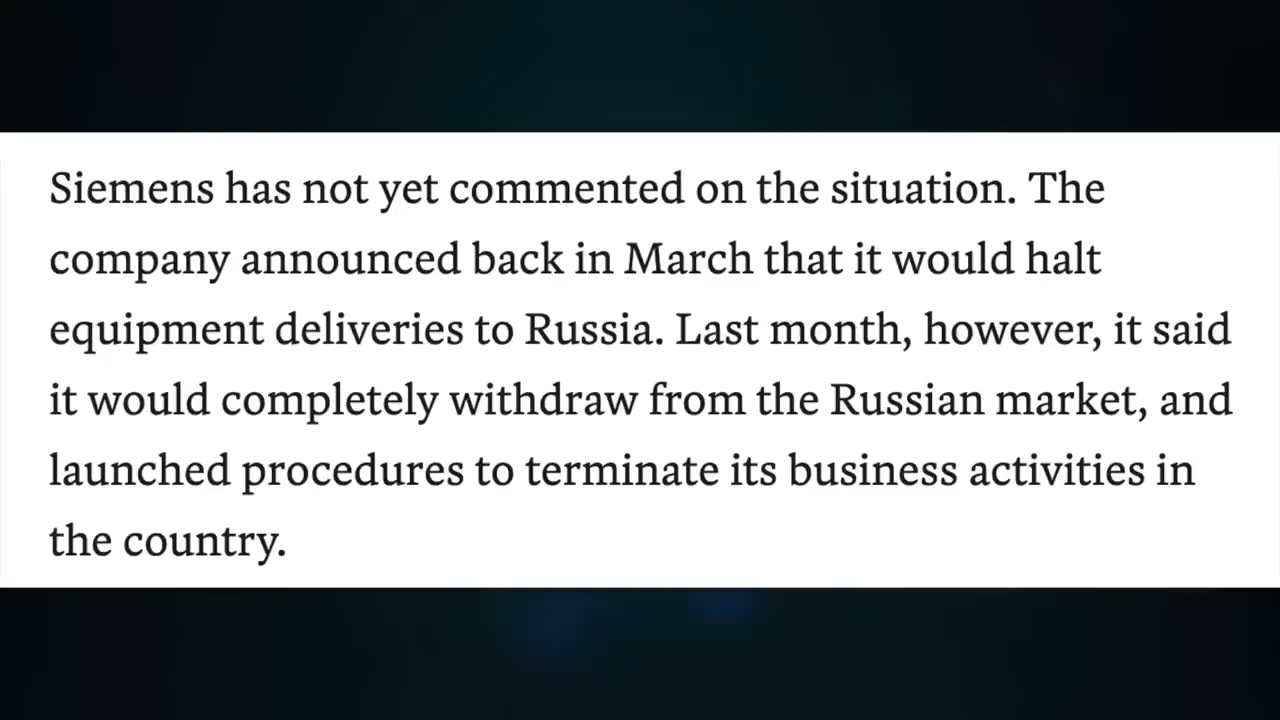 Siemens has not yet commented on the situation. The
company announced back in March that it would halt
equipment deliveries to Russia. Last month, however, it said
it would completely withdraw from the Russian market, and
launched procedures to terminate its business activities in
the country.